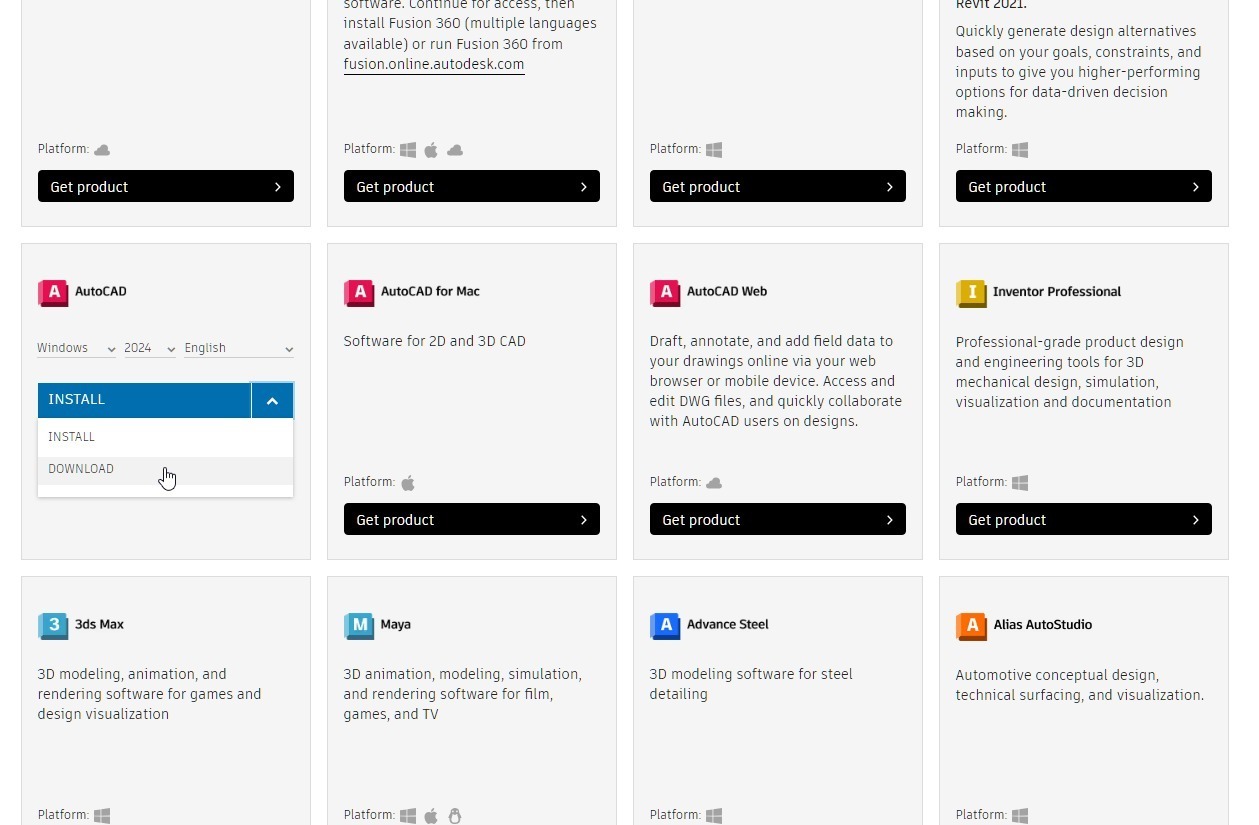 software. Continue for access, then
install Fusion 360 (multiple languages
available) or run Fusion 360 from
fusion.online.autodesk.com
Revit 2021.
Quickly generate design alternatives
based on your goals, constraints, and
inputs to give you higher-performing
options for data-driven decision
making.
Platform:
Platform:
Platform:
Platform:
Get product
Get product
Get product
Get product
A AutoCAD
Windows 2024 English
INSTALL
INSTALL
DOWNLOAD
A AutoCAD for Mac
Software for 2D and 3D CAD
Platform:
Get product
A AutoCAD Web
Draft, annotate, and add field data to
your drawings online via your web
browser or mobile device. Access and
edit DWG files, and quickly collaborate
with AutoCAD users on designs.
Platform:
Get product
I Inventor Professional
Professional-grade product design
and engineering tools for 3D
mechanical design, simulation,
visualization and documentation
Platform:
Get product
3 3ds Max
3D modeling, animation, and
rendering software for games and
design visualization
Platform:
M Maya
3D animation, modeling, simulation,
and rendering software for film,
games, and TV
Platform:
A Advance Steel
3D modeling software for steel
detailing
Platform:
A Alias AutoStudio
Automotive conceptual design,
technical surfacing, and visualization.
Platform: